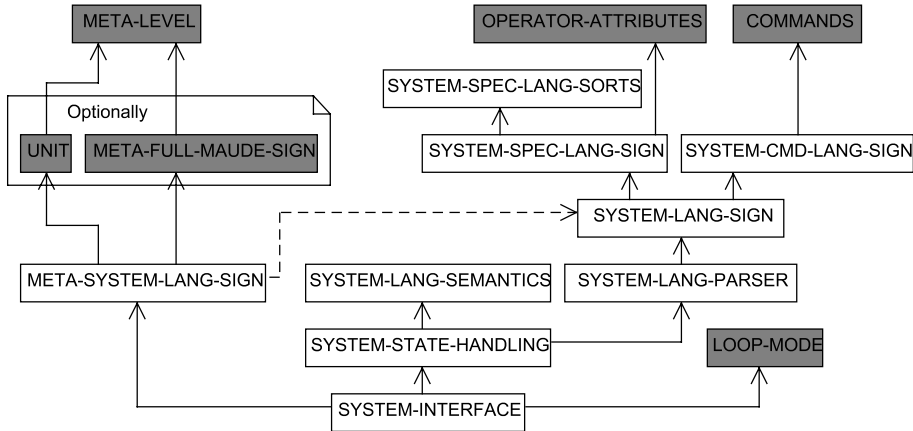 META-LEVEL
OPERATOR-ATTRIBUTES
COMMANDS
SYSTEM-SPEC-LANG-SORTS
Optionally
UNIT
META-FULL-MAUDE-SIGN
SYSTEM-SPEC-LANG-SIGN
SYSTEM-CMD-LANG-SIGN
SYSTEM-LANG-SIGN
META-SYSTEM-LANG-SIGN
SYSTEM-LANG-SEMANTICS
SYSTEM-LANG-PARSER
SYSTEM-STATE-HANDLING
LOOP-MODE
SYSTEM-INTERFACE